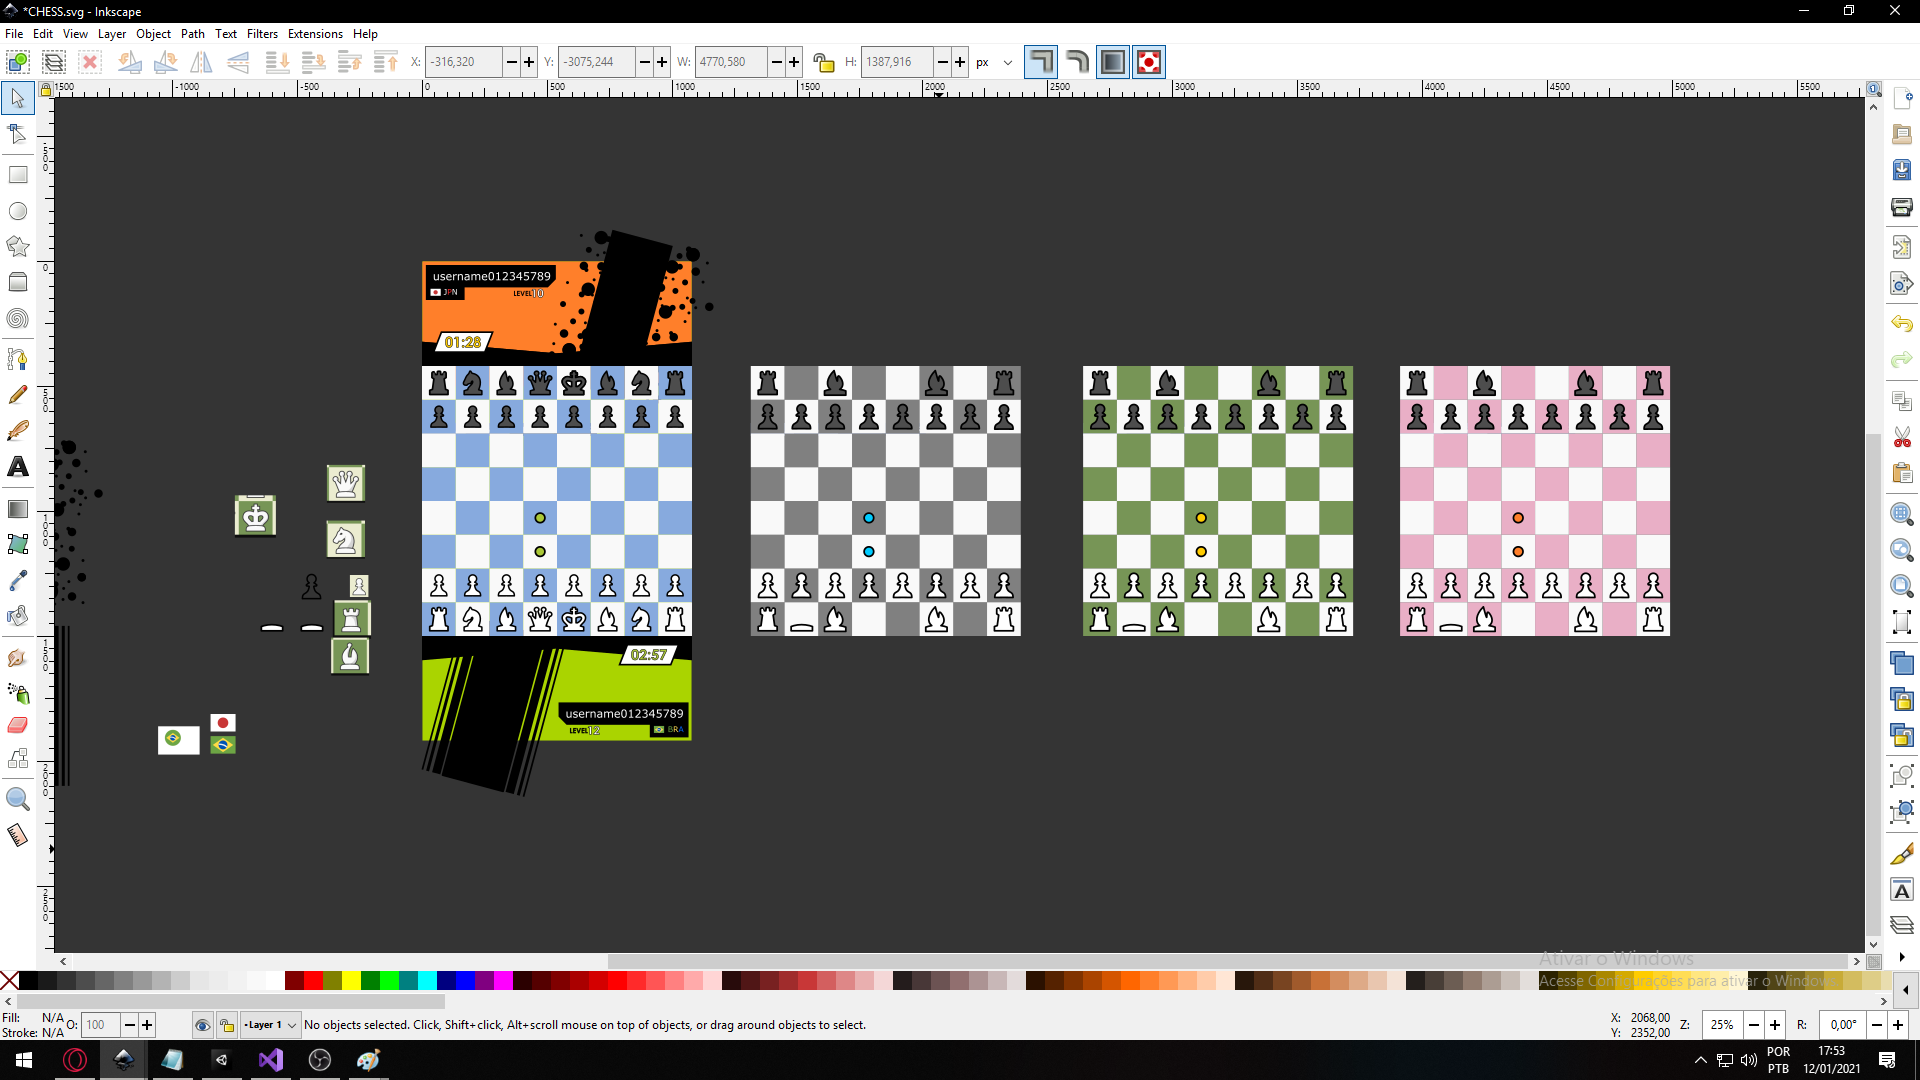 *CHESS.svg - Inkscape
File Edit View Layer Object Path Text Filters Extensions Help
X: -316,320 Y: -3075,244 W: 4770,580 H: 1387,916 px
1500 -1000 -500 0 500 1000 1500 2000 2500 3000 3500 4000 4500 5000 5500
username012345789
JPN LEVEL10
01:28
02:57
username012345789
LEVEL12 BRA
Ativar o Windows
Acesse Configurações para ativar o Windows.
Fill: N/A O: 100 Layer 1 No objects selected. Click, Shift+click, Alt+scroll mouse on top of objects, or drag around objects to select. X: 2068,00 Z: 25% R: 0,00°
Stroke: N/A Y: 2352,00
POR 17:53
PTB 12/01/2021